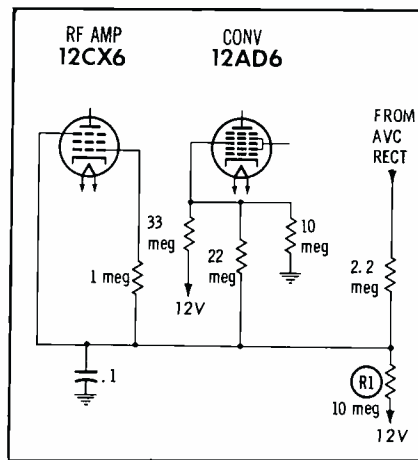 RF AMP
12CX6
CONV
12AD6
FROM
AVC
RECT
33
meg
10
meg
1 meg
22
meg
12V
2.2
meg
.1
R1
10 meg
12V